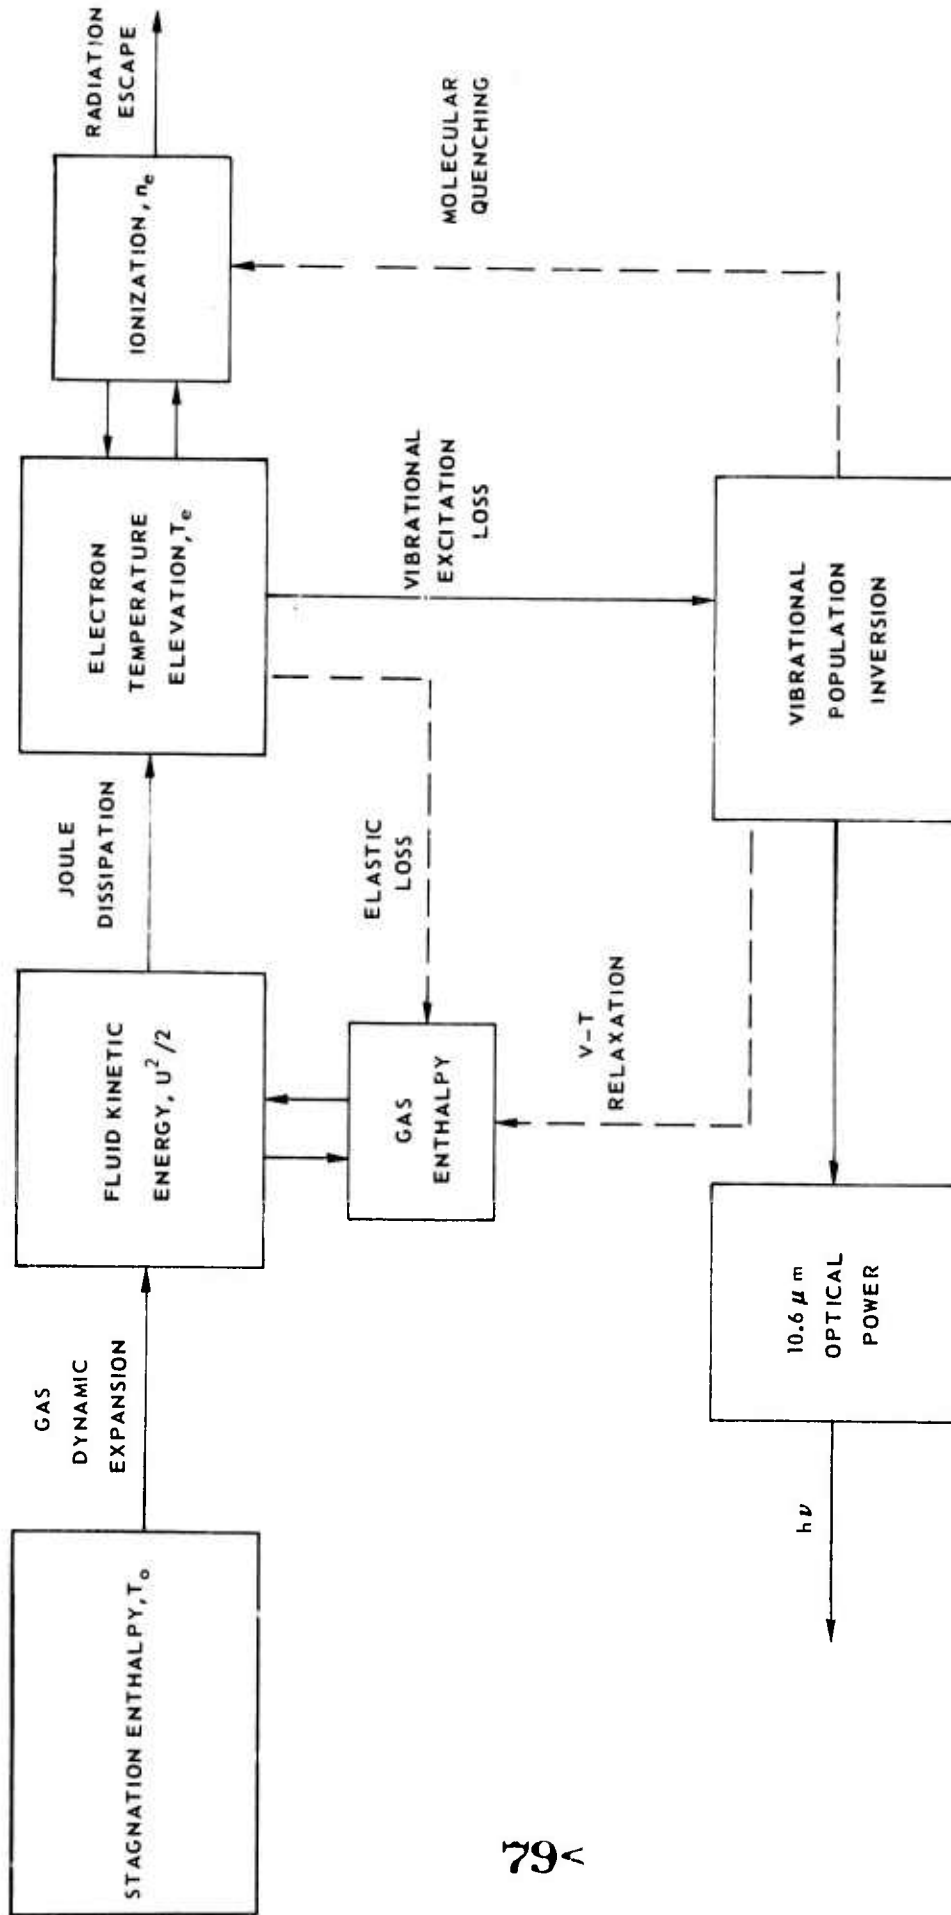 STAGNATION ENTHALPY, To
GAS
DYNAMIC
EXPANSION
FLUID KINETIC
ENERGY, U²/2
JOULE
DISSIPATION
ELECTRON
TEMPERATURE
ELEVATION, Te
IONIZATION, ne
RADIATION
ESCAPE
GAS
ENTHALPY
ELASTIC
LOSS
VIBRATIONAL
EXCITATION
LOSS
MOLECULAR
QUENCHING
V-T
RELAXATION
hν
10.6 μm
OPTICAL
POWER
VIBRATIONAL
POPULATION
INVERSION
79<